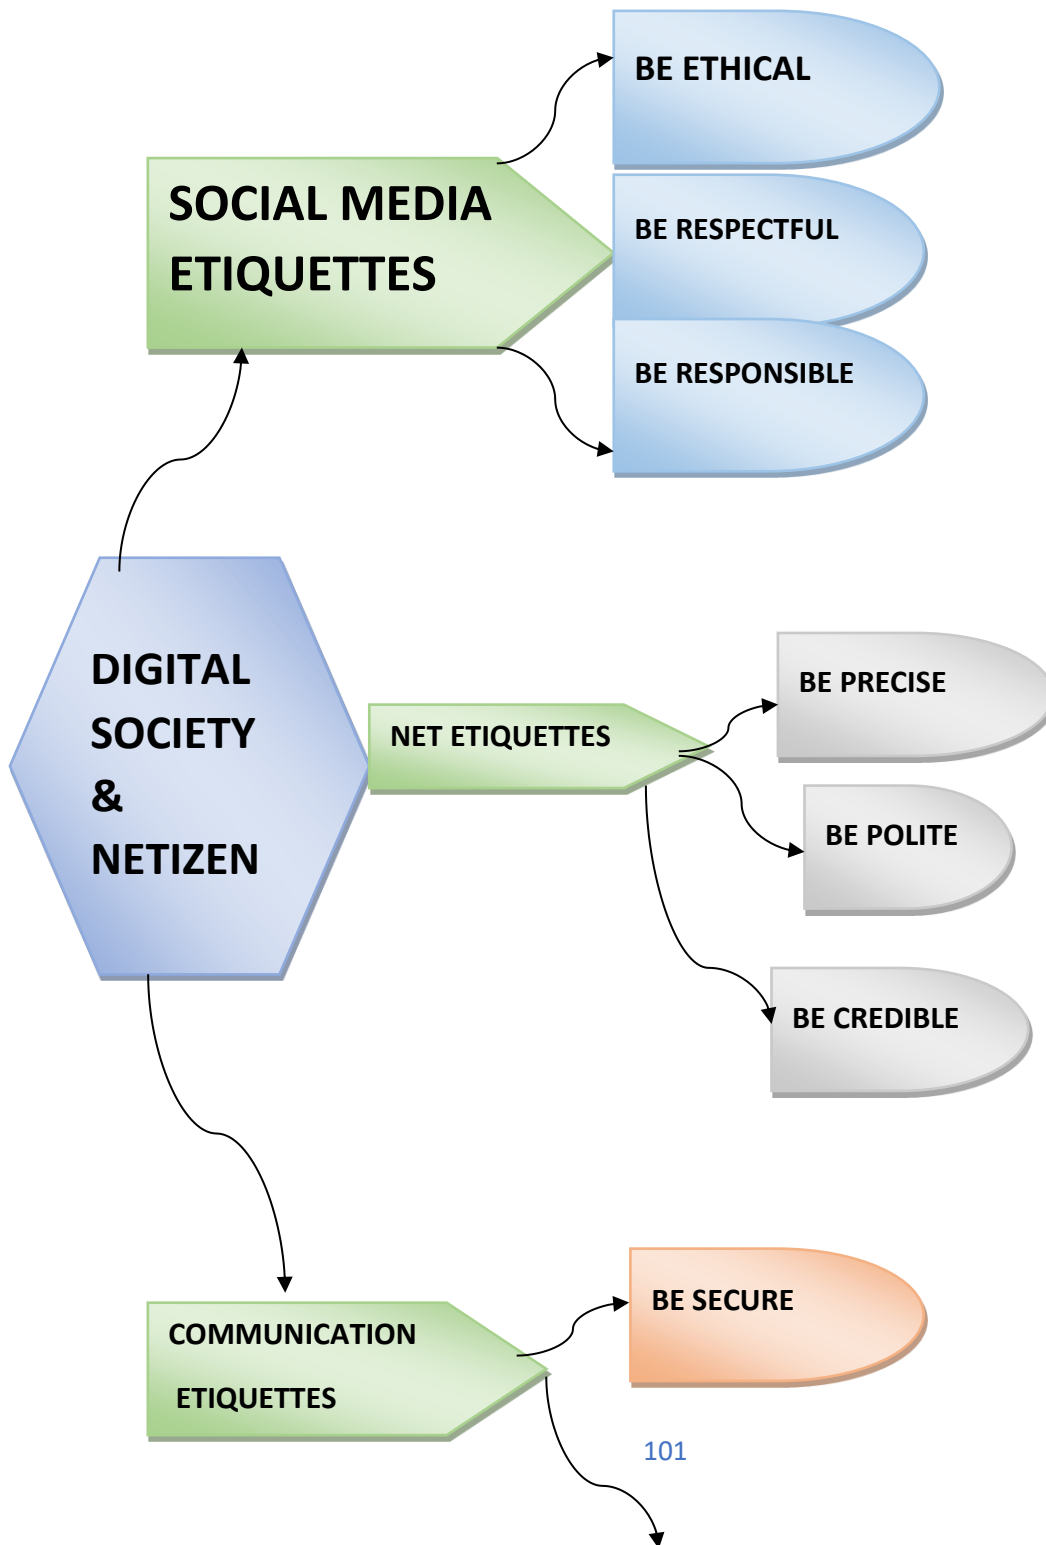 BE ETHICAL
SOCIAL MEDIA
ETIQUETTES
BE RESPECTFUL
BE RESPONSIBLE
DIGITAL
SOCIETY
&
NETIZEN
NET ETIQUETTES
BE PRECISE
BE POLITE
BE CREDIBLE
COMMUNICATION
ETIQUETTES
BE SECURE
101